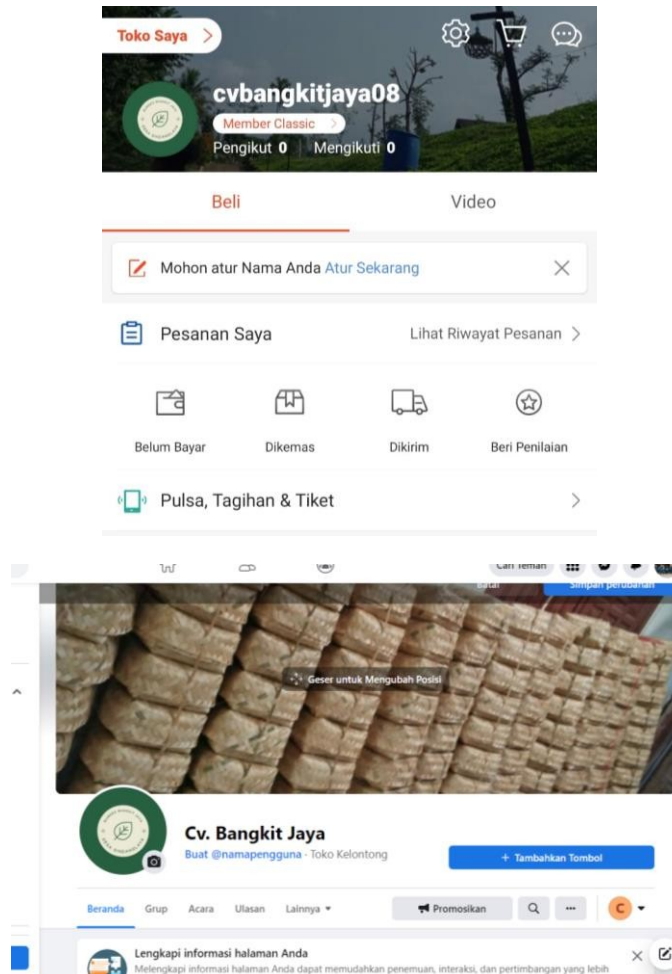 Toko Saya
cvbangkitjaya08
Member Classic
Pengikut 0 Mengikuti 0
Beli Video
Mohon atur Nama Anda Atur Sekarang
Pesanan Saya Lihat Riwayat Pesanan
Belum Bayar Dikemas Dikirim Beri Penilaian
Pulsa, Tagihan & Tiket
Cari Teman
Batal Simpan perubahan
Geser untuk Mengubah Posisi
Cv. Bangkit Jaya
Buat @namapengguna · Toko Kelontong
+ Tambahkan Tombol
Beranda Grup Acara Ulasan Lainnya Promosikan C
Lengkapi informasi halaman Anda
Melengkapi informasi halaman Anda dapat memudahkan penemuan, interaksi, dan pertimbangan yang lebih